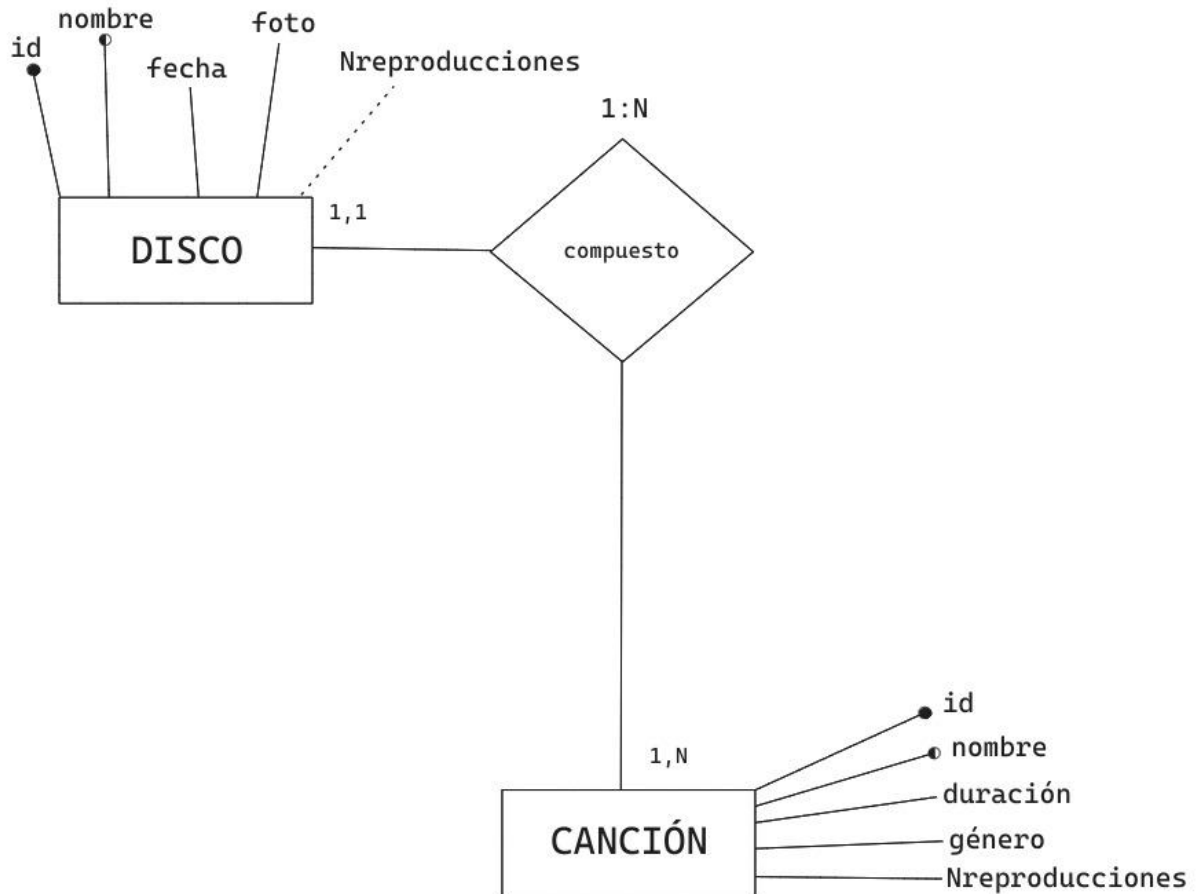 nombre
foto
id
fecha
Nreproducciones
1:N
1,1
DISCO
compuesto
id
nombre
1,N
duración
CANCIÓN
género
Nreproducciones